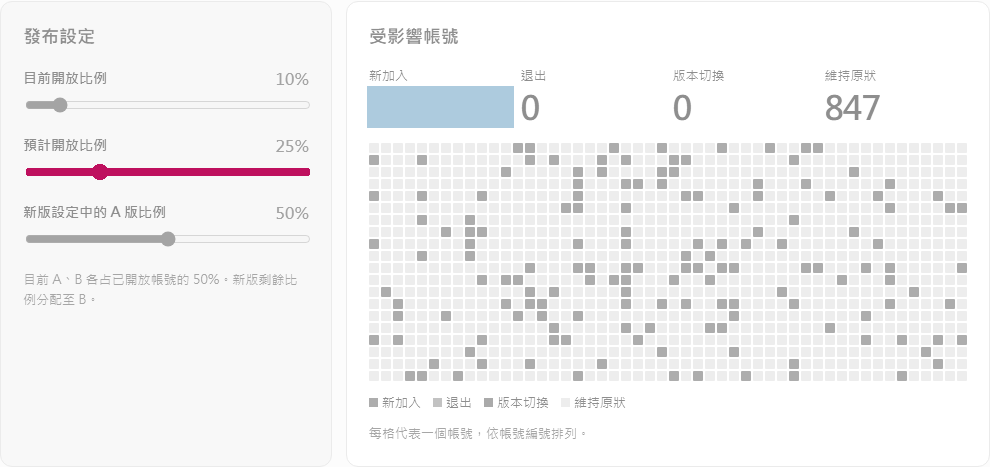 發布設定
目前開放比例
10%
預計開放比例
25%
新版設定中的 A 版比例
50%
目前 A、B 各占已開放帳號的 50%。新版剩餘比
例分配至 B。
受影響帳號
新加入
退出
版本切換
維持原狀
0
0
847
新加入 退出 版本切換 維持原狀
每格代表一個帳號，依帳號編號排列。